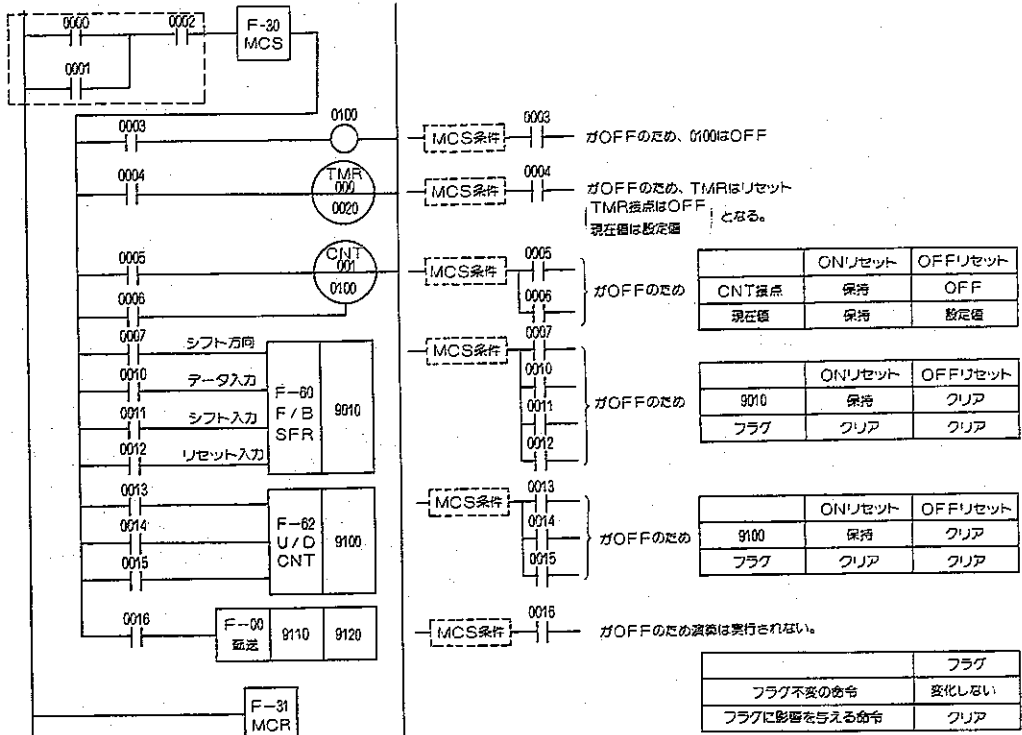 0000
0002
F-30
MCS
0001
0003
0100
MCS条件
0003
がOFFのため、0100はOFF
0004
TMR
000
0020
MCS条件
0004
がOFFのため、TMRはリセット
TMR接点はOFF
現在値は設定値
となる。
0005
CNT
001
0100
0006
MCS条件
0005
0006
がOFFのため
ONリセット OFFリセット
CNT接点 保持 OFF
現在値 保持 設定値
0007
シフト方向
0010
データ入力
0011
シフト入力
0012
リセット入力
F-60
F/B
SFR
9010
MCS条件
0007
0010
0011
0012
がOFFのため
ONリセット OFFリセット
9010 保持 クリア
フラグ クリア クリア
0013
0014
0015
F-62
U/D
CNT
9100
MCS条件
0013
0014
0015
がOFFのため
ONリセット OFFリセット
9100 保持 クリア
フラグ クリア クリア
0016
F-00
転送
9110
9120
MCS条件
0016
がOFFのため演算は実行されない。
フラグ
フラグ不変の命令 変化しない
フラグに影響を与える命令 クリア
F-31
MCR